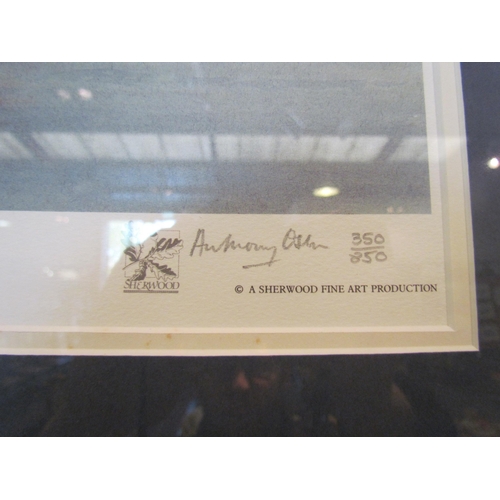 SHERWOOD
Anthony Osler
350
850
© A SHERWOOD FINE ART PRODUCTION